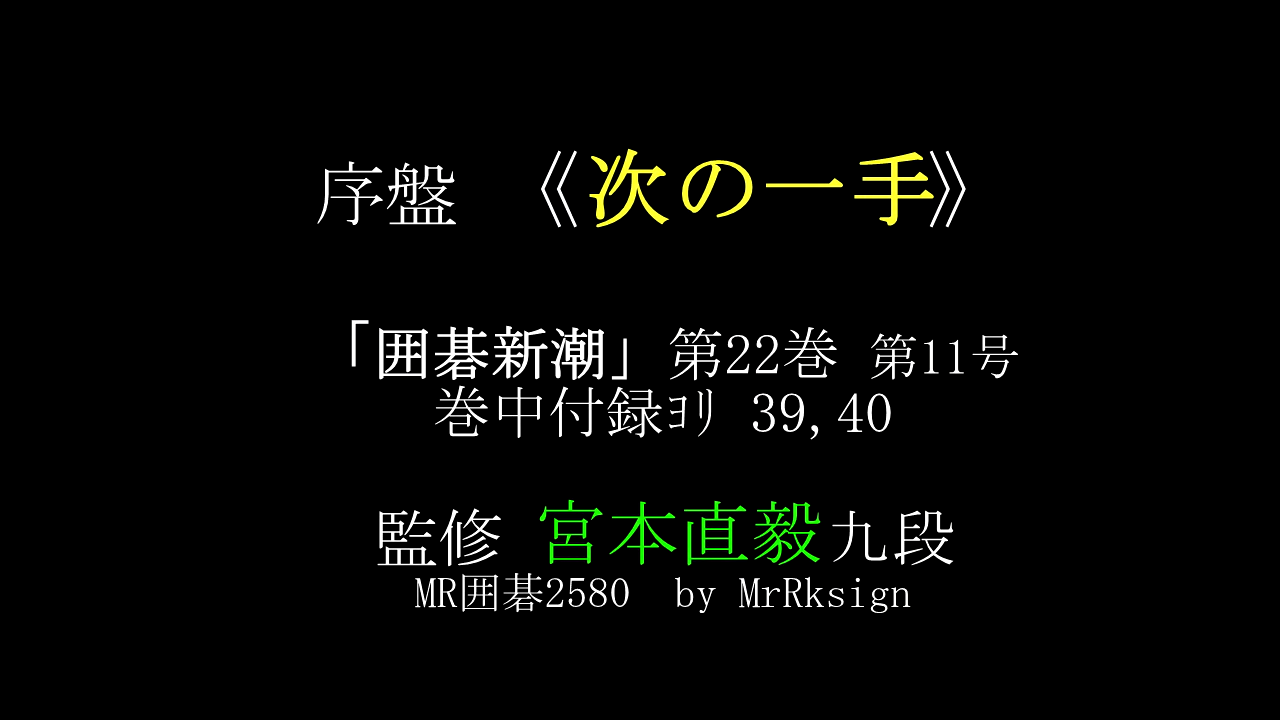 序盤 《次の一手》
「囲碁新潮」第22巻 第11号
巻中付録ﾖﾘ 39,40
監修 宮本直毅九段
MR囲碁2580 by MrRksign